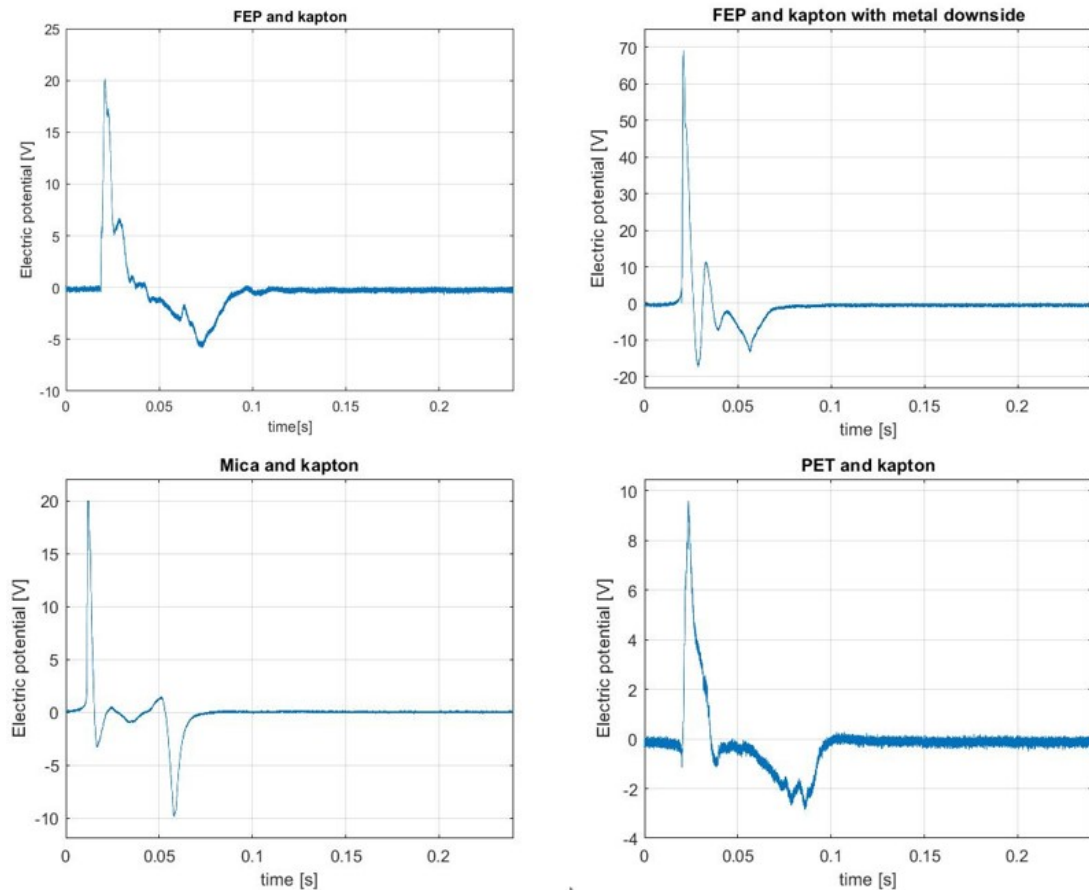 FEP and kapton
25
20
15
10
5
0
-5
-10
Electric potential [V]
0 0.05 0.1 0.15 0.2
time[s]
FEP and kapton with metal downside
70
60
50
40
30
20
10
0
-10
-20
Electric potential [V]
0 0.05 0.1 0.15 0.2
time [s]
Mica and kapton
20
15
10
5
0
-5
-10
Electric potential [V]
0 0.05 0.1 0.15 0.2
time [s]
PET and kapton
10
8
6
4
2
0
-2
-4
Electric potential [V]
0 0.05 0.1 0.15 0.2
time [s]